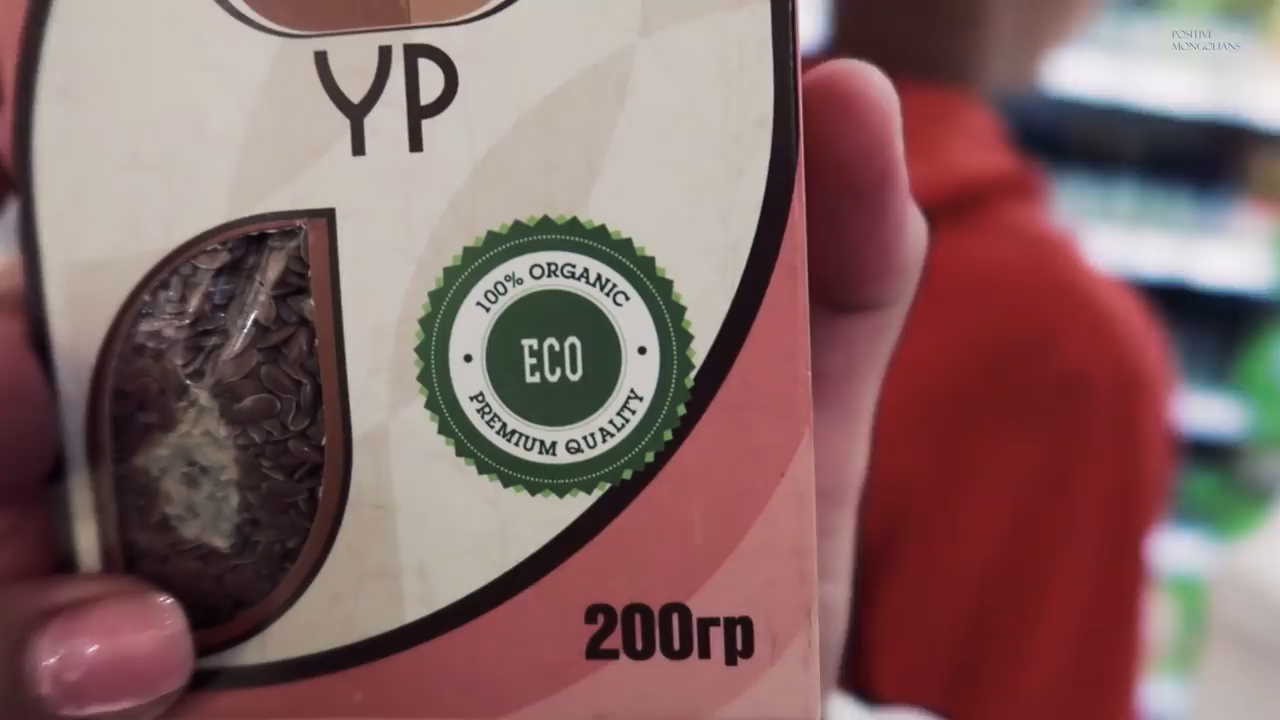 POSITIVE
MONGOLIANS
ҮР
100% ORGANIC
ECO
PREMIUM QUALITY
200гр